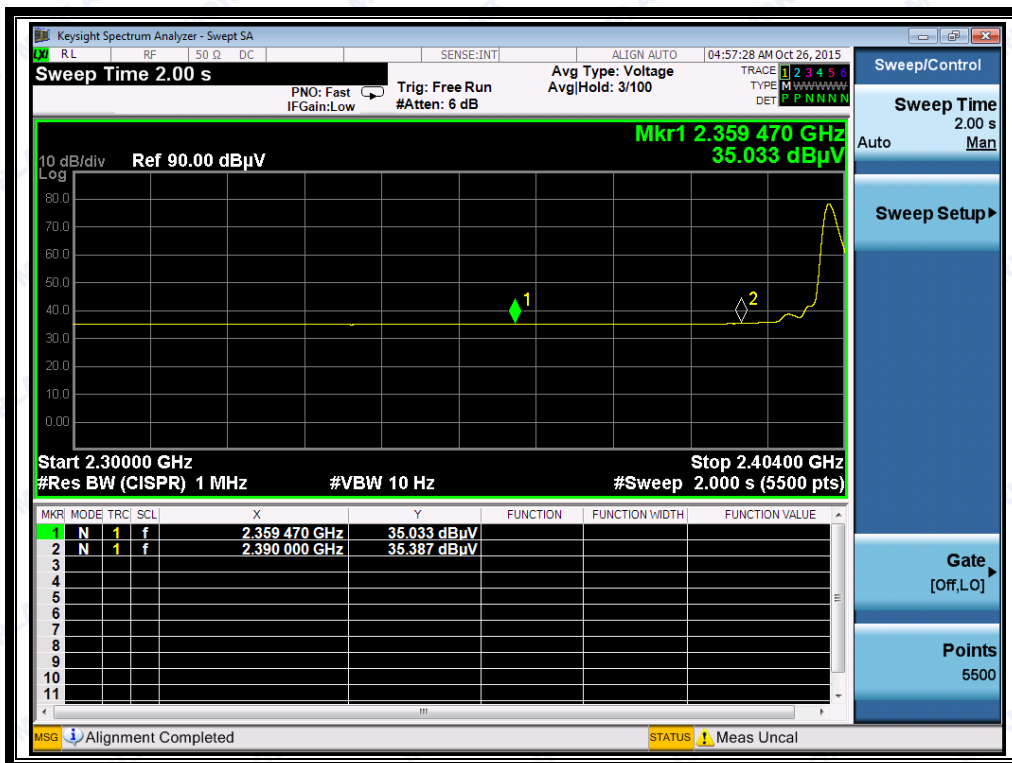 Keysight Spectrum Analyzer - Swept SA
LXI RL RF 50 Ω DC SENSE:INT ALIGN AUTO 04:57:28 AM Oct 26, 2015
Sweep Time 2.00 s
PNO: Fast
IFGain:Low
Trig: Free Run
#Atten: 6 dB
Avg Type: Voltage
Avg|Hold: 3/100
TRACE 1 2 3 4 5 6
TYPE M WWWWW
DET P P N N N N
Mkr1 2.359 470 GHz
35.033 dBµV
10 dB/div Ref 90.00 dBµV
Log
80.0
70.0
60.0
50.0
40.0
30.0
20.0
10.0
0.00
1
2
Start 2.30000 GHz Stop 2.40400 GHz
#Res BW (CISPR) 1 MHz #VBW 10 Hz #Sweep 2.000 s (5500 pts)
MKR MODE TRC SCL X Y FUNCTION FUNCTION WIDTH FUNCTION VALUE
1 N 1 f 2.359 470 GHz 35.033 dBµV
2 N 1 f 2.390 000 GHz 35.387 dBµV
3
4
5
6
7
8
9
10
11
MSG Alignment Completed STATUS Meas Uncal
Sweep/Control
Sweep Time
2.00 s
Auto Man
Sweep Setup
Gate
[Off,LO]
Points
5500